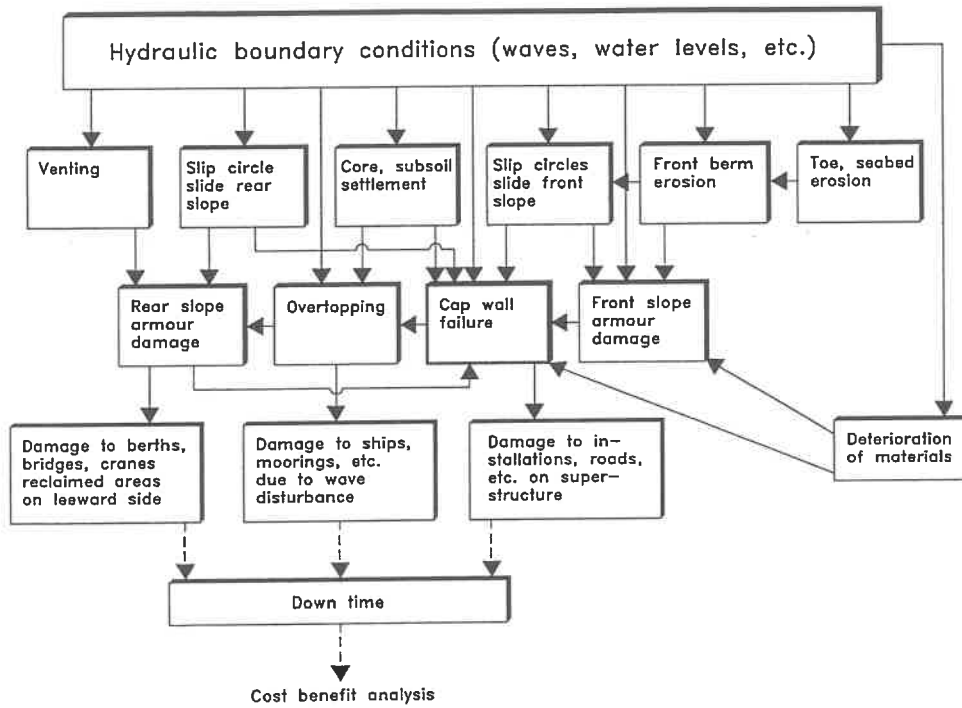 Hydraulic boundary conditions (waves, water levels, etc.)
Venting
Slip circle
slide rear
slope
Core, subsoil
settlement
Slip circles
slide front
slope
Front berm
erosion
Toe, seabed
erosion
Rear slope
armour
damage
Overtopping
Cap wall
failure
Front slope
armour
damage
Damage to berths,
bridges, cranes
reclaimed areas
on leeward side
Damage to ships,
moorings, etc.
due to wave
disturbance
Damage to in-
stallations, roads,
etc. on super-
structure
Deterioration
of materials
Down time
Cost benefit analysis